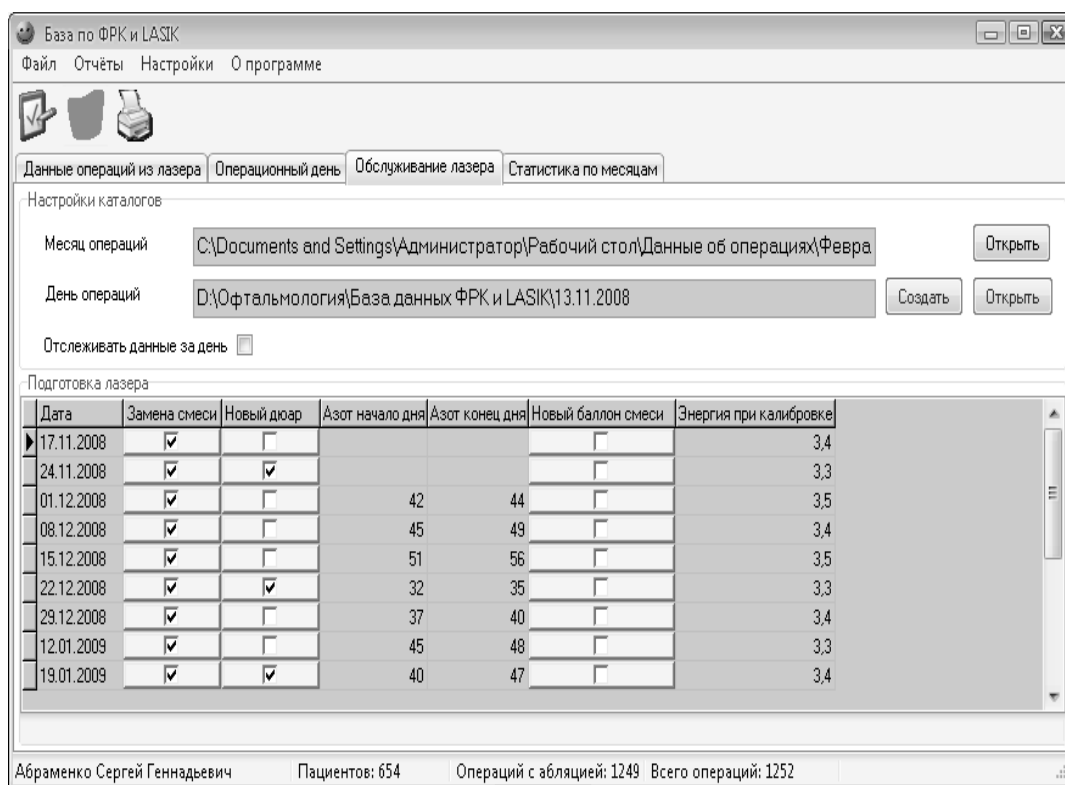 База по ФРК и LASIK
Файл Отчёты Настройки О программе
Данные операций из лазера Операционный день Обслуживание лазера Статистика по месяцам
Настройки каталогов
Месяц операций C:\Documents and Settings\Администратор\Рабочий стол\Данные об операциях\Февра Открыть
День операций D:\Офтальмология\База данных ФРК и LASIK\13.11.2008 Создать Открыть
Отслеживать данные за день
Подготовка лазера
Дата Замена смеси Новый дюар Азот начало дня Азот конец дня Новый баллон смеси Энергия при калибровке
17.11.2008 3,4
24.11.2008 3,3
01.12.2008 42 44 3,5
08.12.2008 45 49 3,4
15.12.2008 51 56 3,5
22.12.2008 32 35 3,3
29.12.2008 37 40 3,4
12.01.2009 45 48 3,3
19.01.2009 40 47 3,4
Абраменко Сергей Геннадьевич Пациентов: 654 Операций с абляцией: 1249 Всего операций: 1252